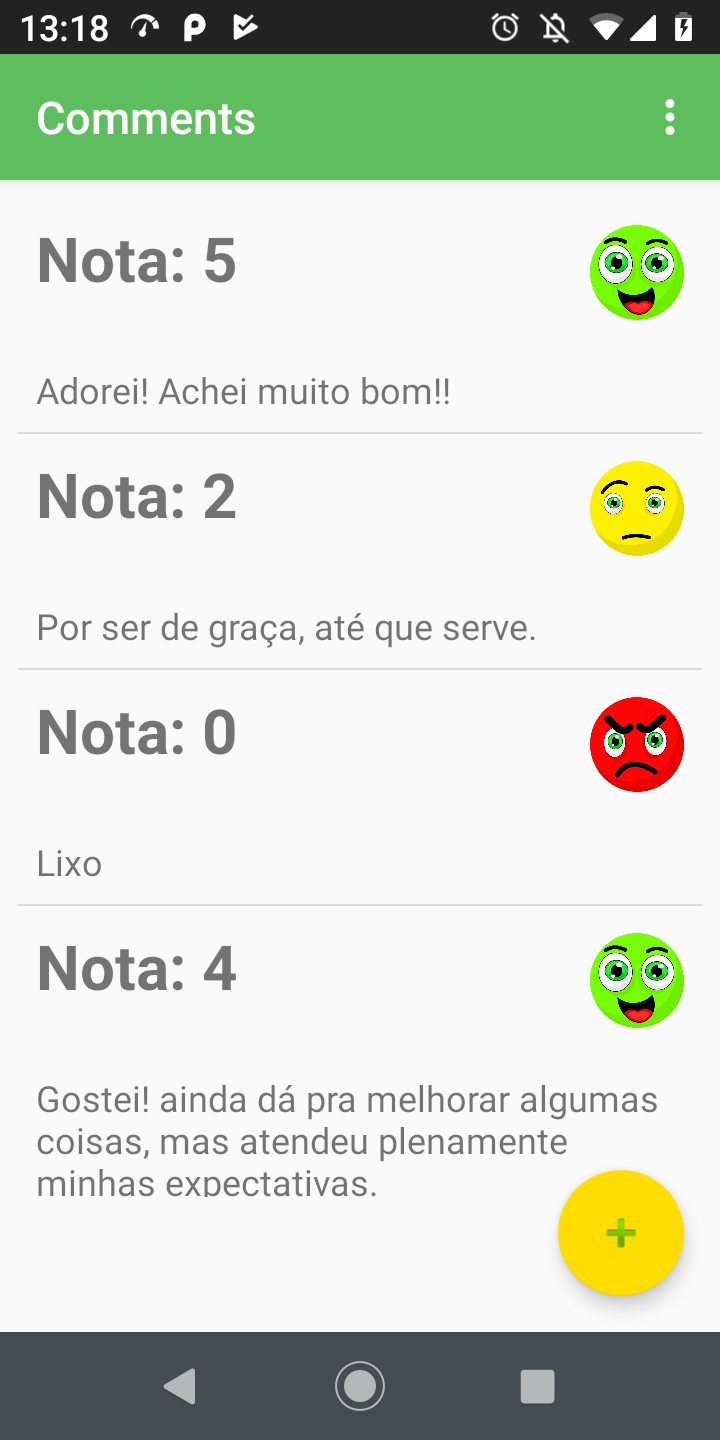 13:18
Comments
Nota: 5
Adorei! Achei muito bom!!
Nota: 2
Por ser de graça, até que serve.
Nota: 0
Lixo
Nota: 4
Gostei! ainda dá pra melhorar algumas
coisas, mas atendeu plenamente
minhas expectativas.